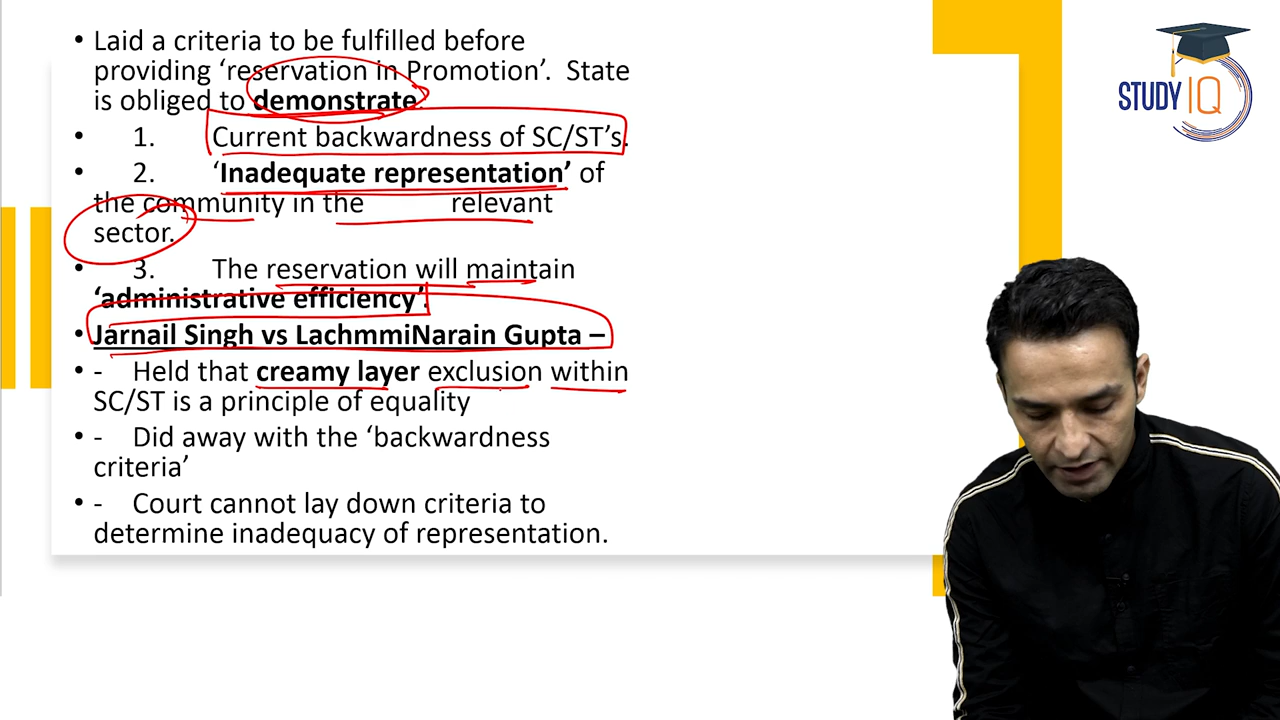 • Laid a criteria to be fulfilled before
providing ‘reservation in Promotion’. State
is obliged to demonstrate.
• 1. Current backwardness of SC/ST’s.
• 2. ‘Inadequate representation’ of
the community in the relevant
sector.
• 3. The reservation will maintain
‘administrative efficiency’.
• Jarnail Singh vs LachmmiNarain Gupta –
• - Held that creamy layer exclusion within
SC/ST is a principle of equality
• - Did away with the ‘backwardness
criteria’
• - Court cannot lay down criteria to
determine inadequacy of representation.
STUDY IQ